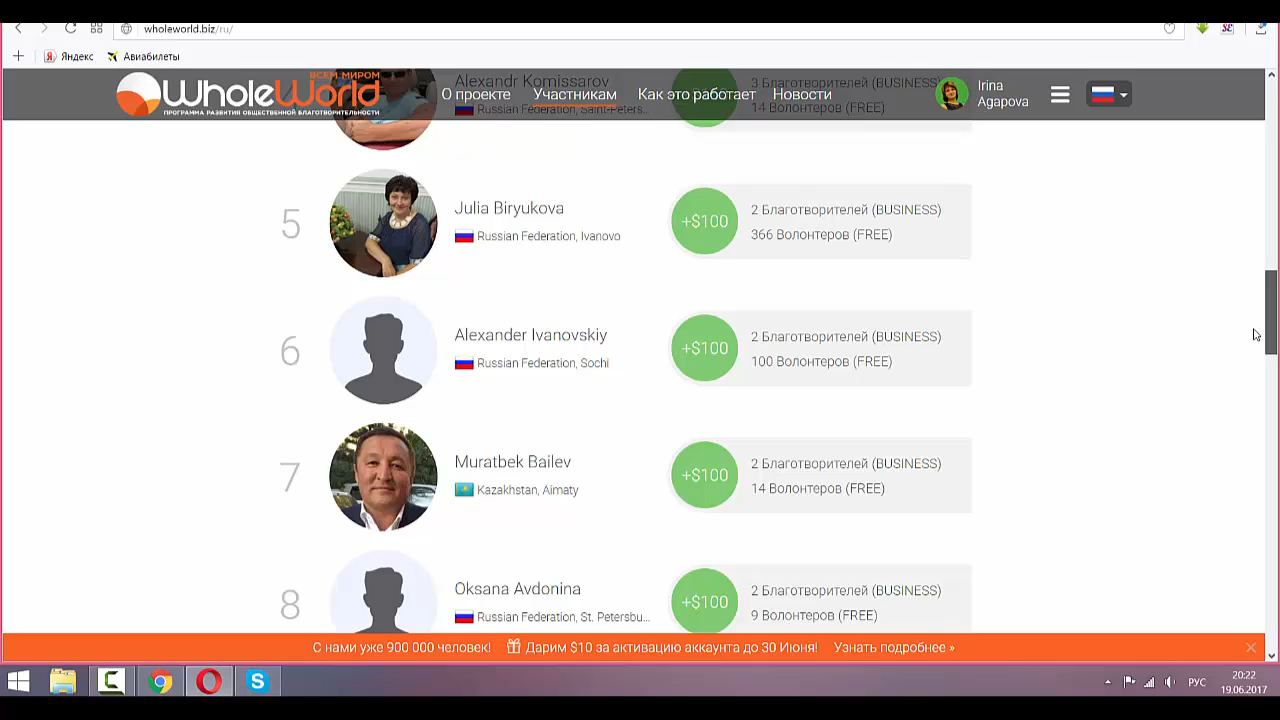 wholeworld.biz/ru/
Яндекс
Авиабилеты
ВСЕМ МИРОМ
WholeWorld
ПРОГРАММА РАЗВИТИЯ ОБЩЕСТВЕННОЙ БЛАГОТВОРИТЕЛЬНОСТИ
О проекте
Участникам
Как это работает
Новости
Irina
Agapova
Alexandr Komissarov
Russian Federation, Saint-Peters...
3 Благотворителей (BUSINESS)
14 Волонтеров (FREE)
5
Julia Biryukova
Russian Federation, Ivanovo
+$100
2 Благотворителей (BUSINESS)
366 Волонтеров (FREE)
6
Alexander Ivanovskiy
Russian Federation, Sochi
+$100
2 Благотворителей (BUSINESS)
100 Волонтеров (FREE)
7
Muratbek Bailev
Kazakhstan, Almaty
+$100
2 Благотворителей (BUSINESS)
14 Волонтеров (FREE)
8
Oksana Avdonina
Russian Federation, St. Petersbu...
+$100
2 Благотворителей (BUSINESS)
9 Волонтеров (FREE)
С нами уже 900 000 человек!
Дарим $10 за активацию аккаунта до 30 Июня!
Узнать подробнее »
РУС
20:22
19.06.2017